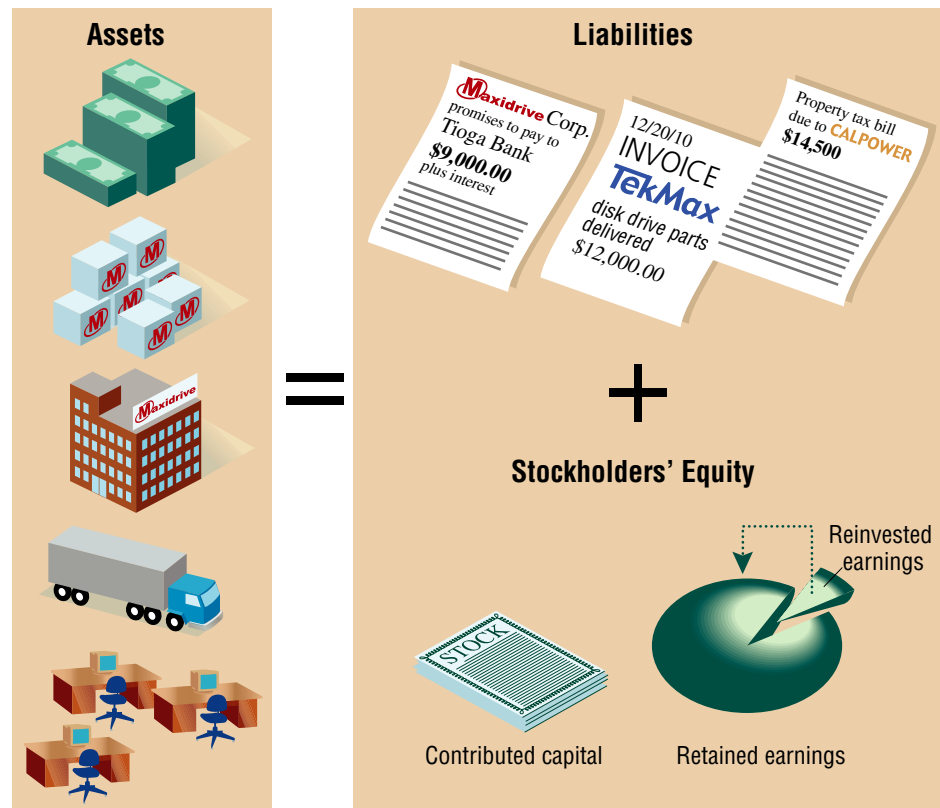 Assets
M
M
M
M
M
M
Maxidrive
Liabilities
Maxidrive Corp.
promises to pay to
Tioga Bank
$9,000.00
plus interest
12/20/10
INVOICE
TekMax
disk drive parts
delivered
$12,000.00
Property tax bill
due to CALPOWER
$14,500
=
+
Stockholders’ Equity
STOCK
Contributed capital
Reinvested
earnings
Retained earnings